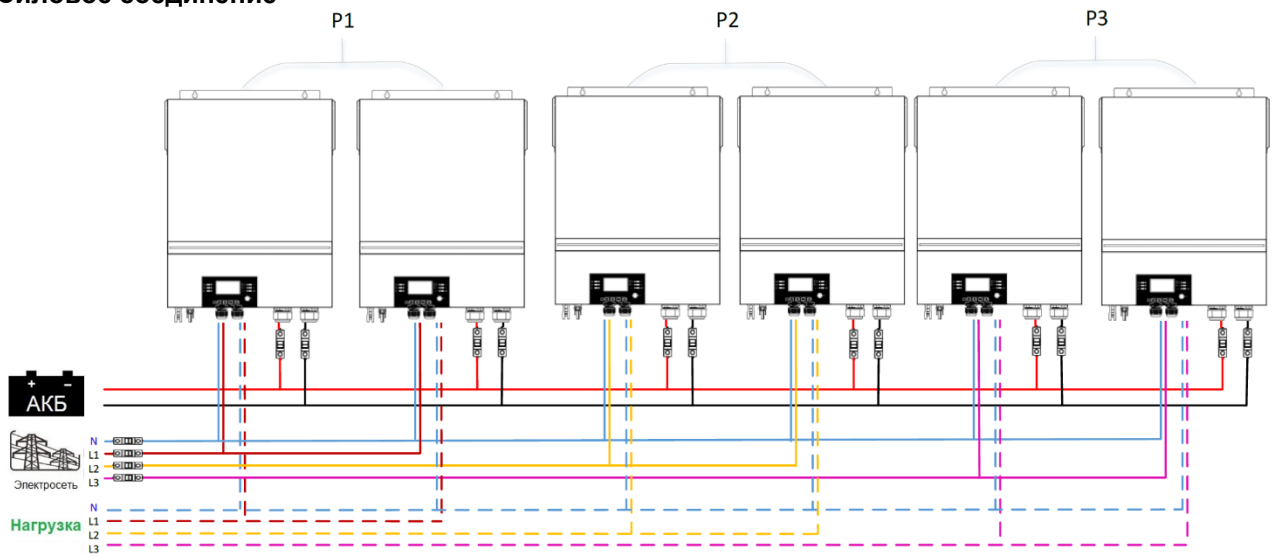 Силовое соединение
P1
P2
P3
+ −
АКБ
N
L1
L2
L3
Электросеть
N
L1
L2
L3
Нагрузка